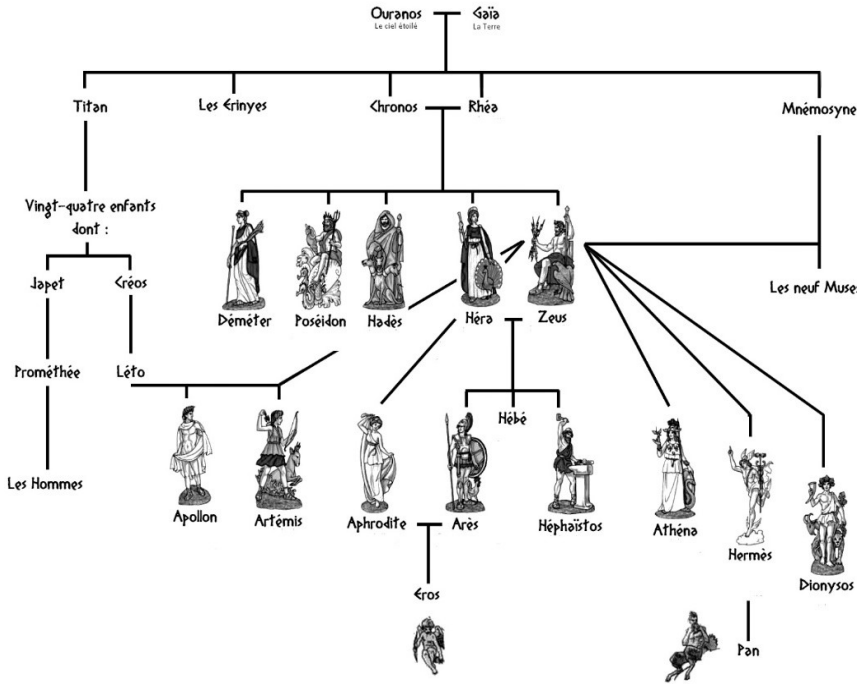 Ouranos
Le ciel étoilé
Gaïa
La Terre
Titan
Les Erinyes
Chronos
Rhéa
Mnémosyne
Vingt-quatre enfants
dont :
Japet
Créos
Les neuf Muses
Déméter
Poséidon
Hadès
Héra
Zeus
Prométhée
Léto
Hébé
Les Hommes
Apollon
Artémis
Aphrodite
Arès
Héphaïstos
Athéna
Hermès
Dionysos
Eros
Pan